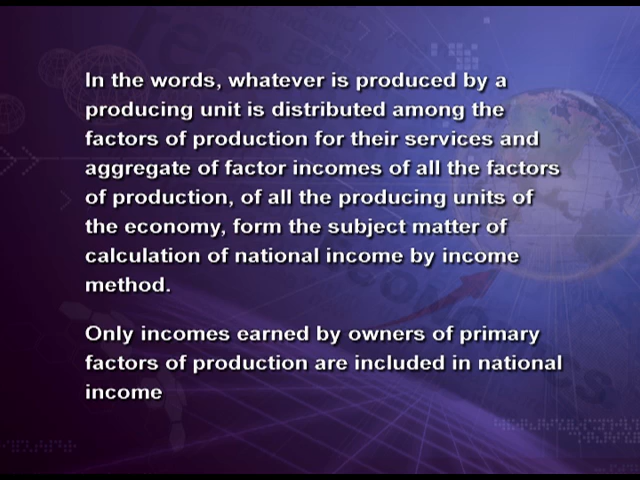 In the words, whatever is produced by a
producing unit is distributed among the
factors of production for their services and
aggregate of factor incomes of all the factors
of production, of all the producing units of
the economy, form the subject matter of
calculation of national income by income
method.
Only incomes earned by owners of primary
factors of production are included in national
income